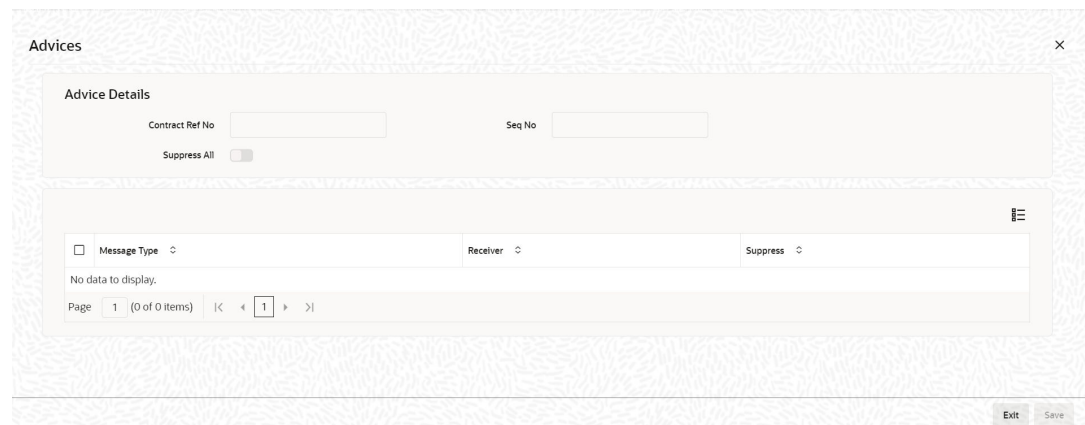 Advices
Advice Details
Contract Ref No
Seq No
Suppress All
Message Type
Receiver
Suppress
No data to display.
Page 1 (0 of 0 items) 1
Exit
Save